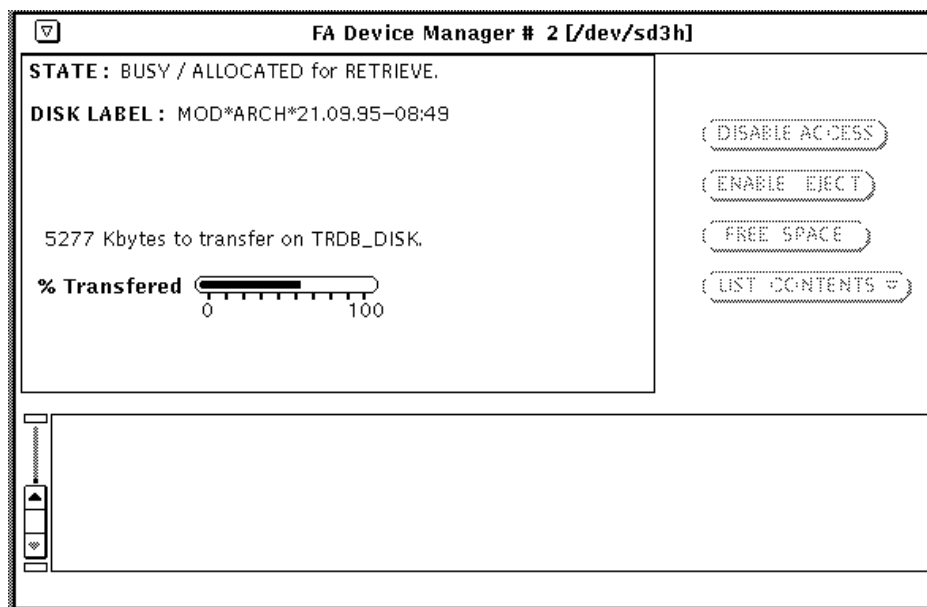 FA Device Manager # 2 [/dev/sd3h]
STATE : BUSY / ALLOCATED for RETRIEVE.
DISK LABEL : MOD*ARCH*21.09.95-08:49
DISABLE ACCESS
ENABLE EJECT
5277 Kbytes to transfer on TRDB_DISK.
FREE SPACE
% Transfered
LIST CONTENTS
0 100